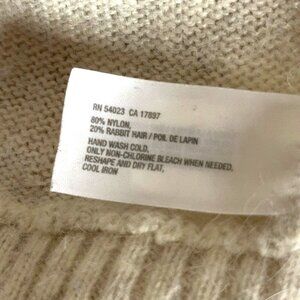 RN 54023 CA 17897
80% NYLON,
20% RABBIT HAIR / POIL DE LAPIN
HAND WASH COLD,
ONLY NON-CHLORINE BLEACH WHEN NEEDED,
RESHAPE AND DRY FLAT,
COOL IRON